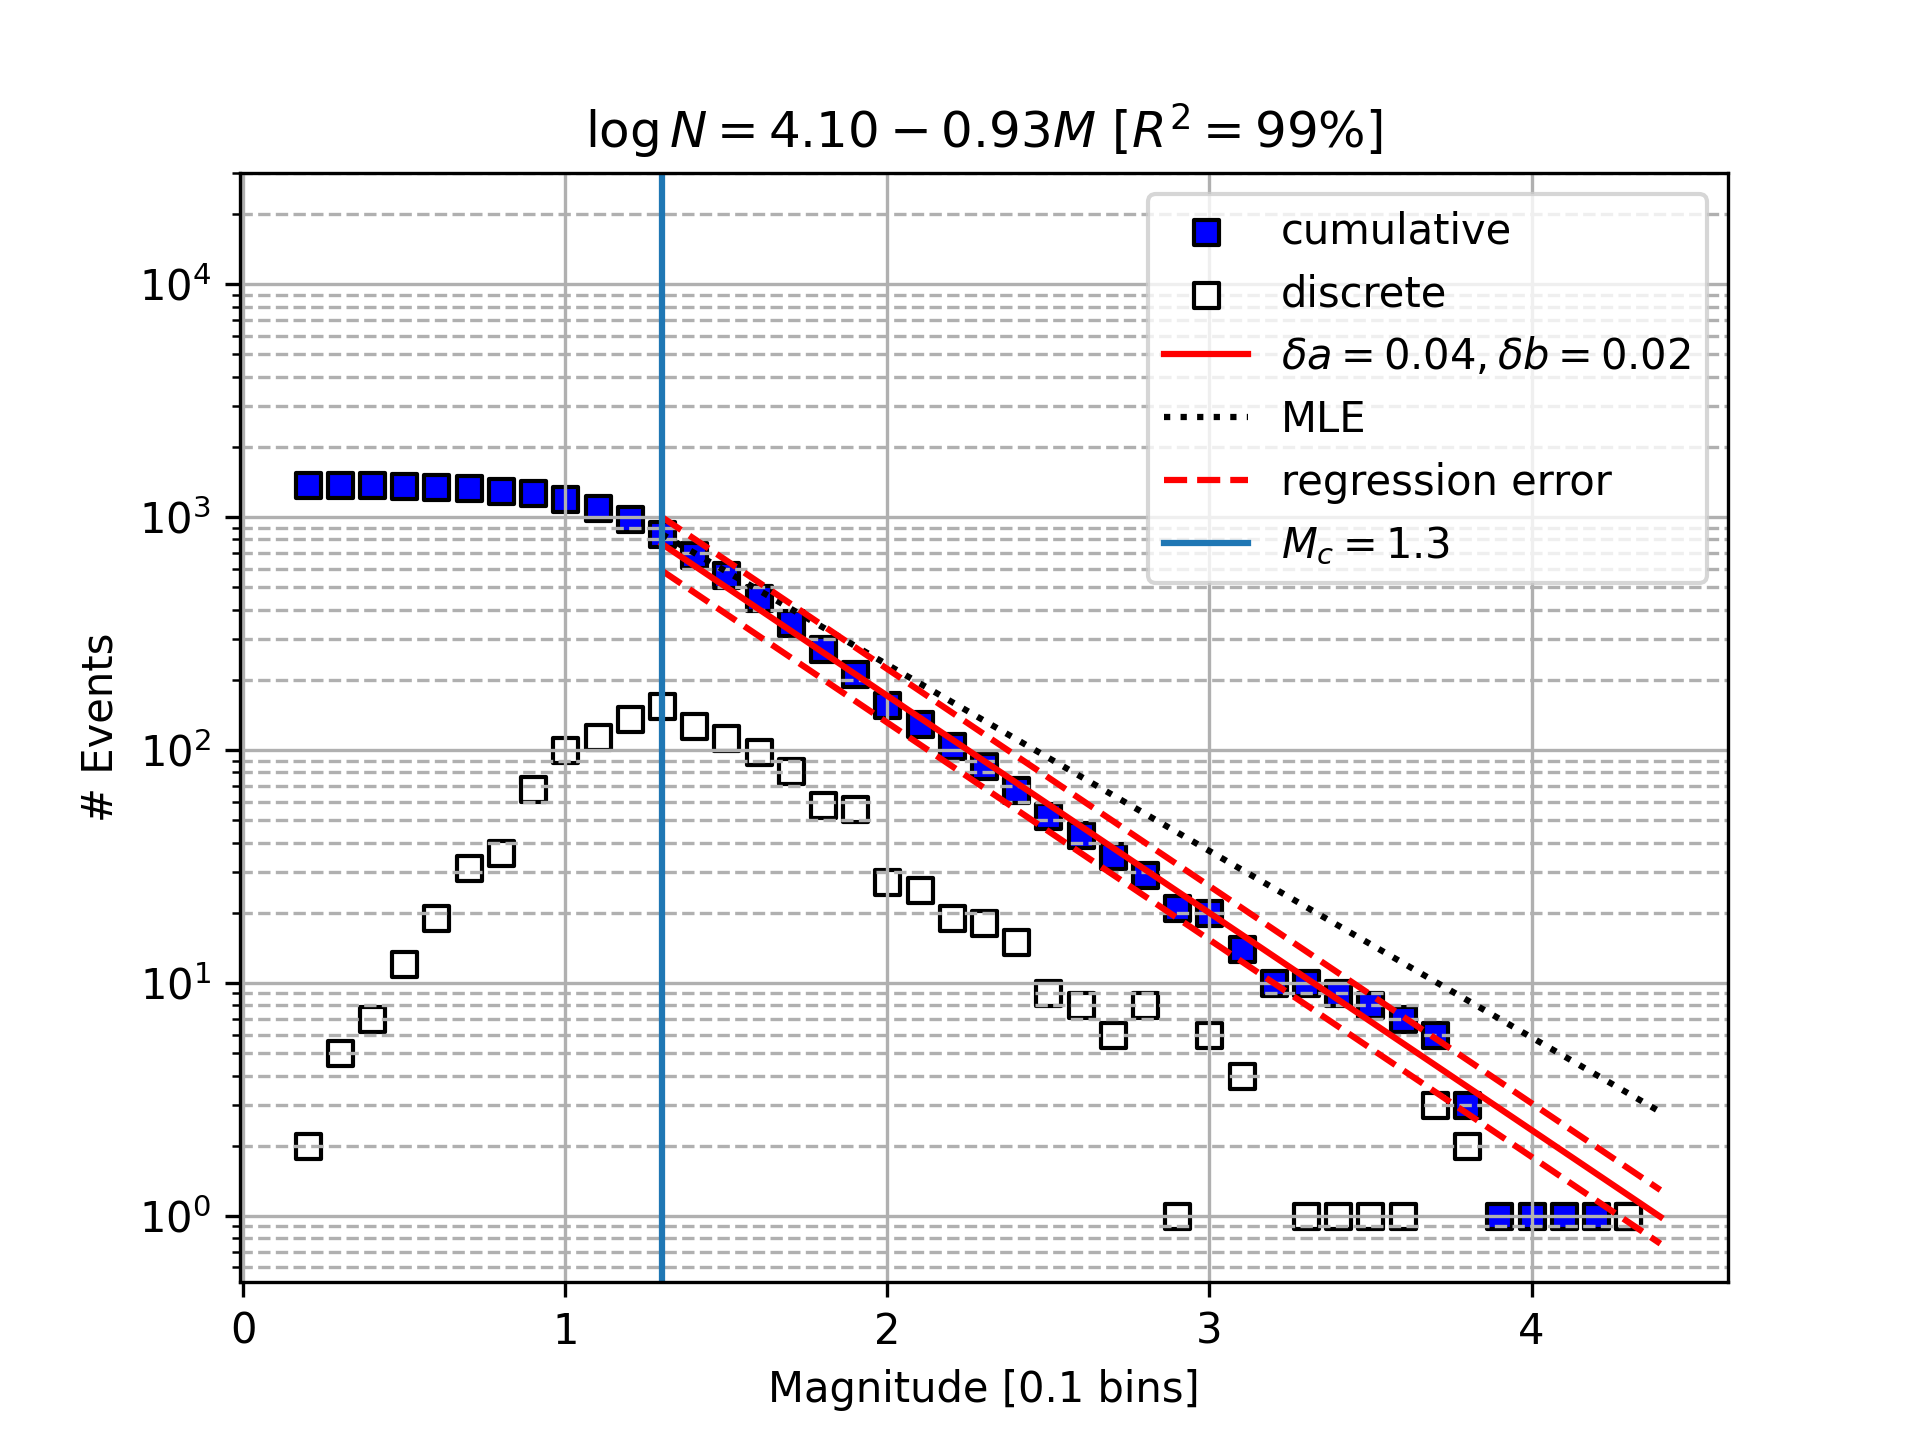 log N = 4.10 − 0.93M [R² = 99%]
cumulative
discrete
δa = 0.04, δb = 0.02
MLE
regression error
M_c = 1.3
# Events
10⁴
10³
10²
10¹
10⁰
0 1 2 3 4
Magnitude [0.1 bins]